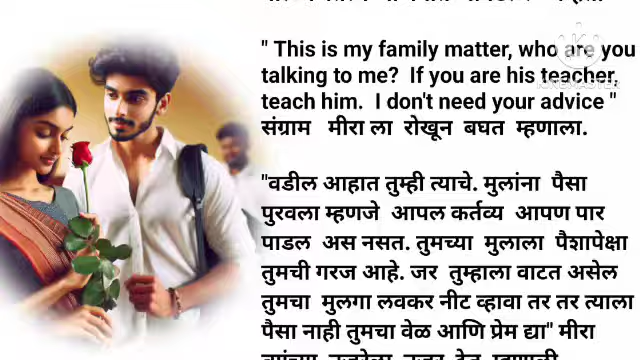 " This is my family matter, who are you
talking to me? If you are his teacher,
teach him. I don't need your advice "
संग्राम मीरा ला रोखून बघत म्हणाला.
"वडील आहात तुम्ही त्याचे. मुलांना पैसा
पुरवला म्हणजे आपल कर्तव्य आपण पार
पाडल अस नसत. तुमच्या मुलाला पैशापेक्षा
तुमची गरज आहे. जर तुम्हाला वाटत असेल
तुमचा मुलगा लवकर नीट व्हावा तर तर त्याला
पैसा नाही तुमचा वेळ आणि प्रेम द्या" मीरा
KINEMASTER